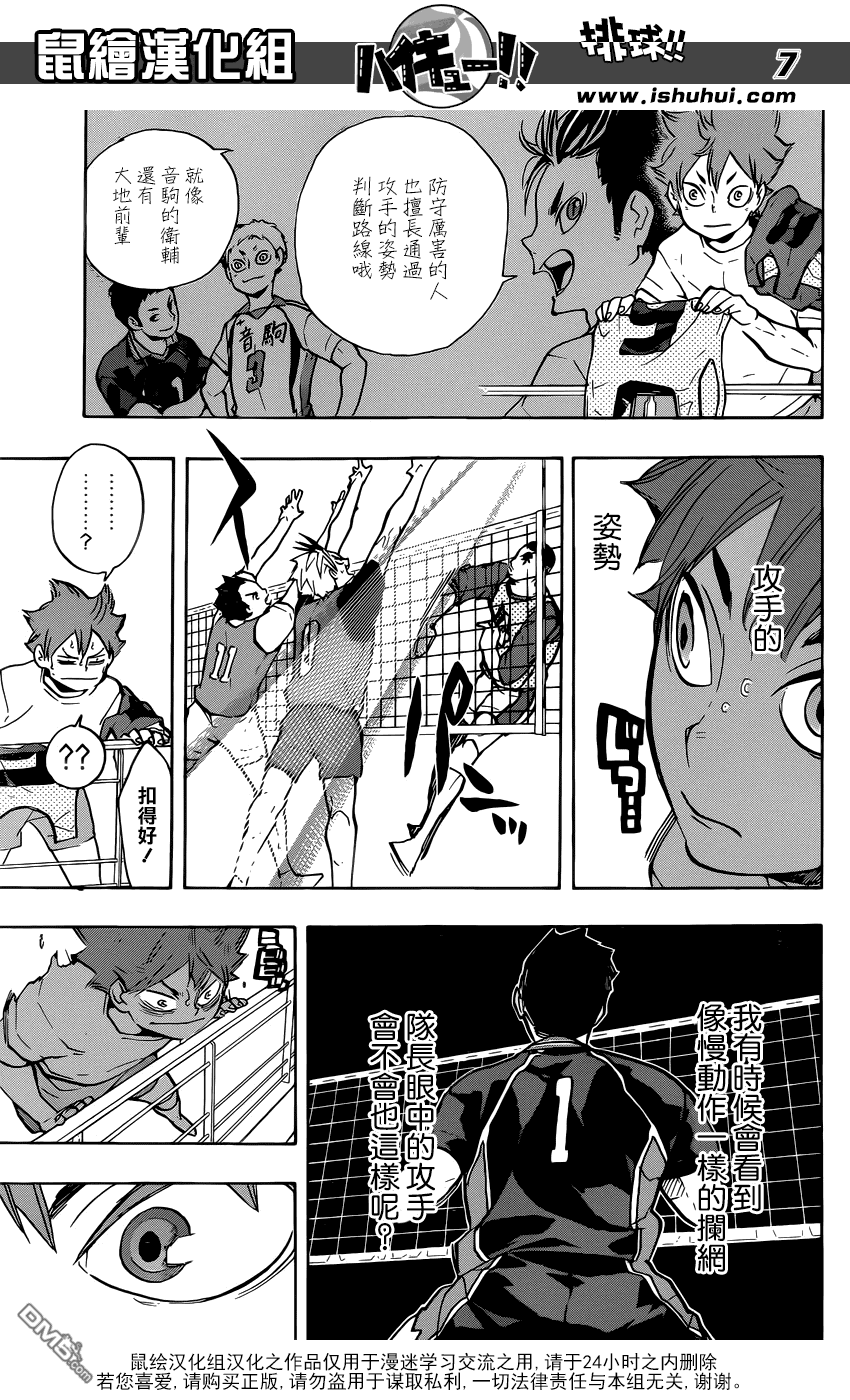 鼠繪漢化組
ハイキュー!!
排球!!
7
www.ishuhui.com
防守厲害的人
也擅長通過
攻手的姿勢
判斷路線哦
就像
音駒的衛輔
還有
大地前輩
音駒
3
1
攻手的
姿勢
じっ
11
バンッ
………
………?
??
扣得好!
我有時候會看到
像慢動作一樣的攔網
隊長眼中的攻手
會不會也這樣呢?
1
DM5
鼠绘汉化组汉化之作品仅用于漫迷学习交流之用,请于24小时之内删除
若您喜爱,请购买正版,请勿盗用于谋取私利,一切法律责任与本组无关,谢谢。